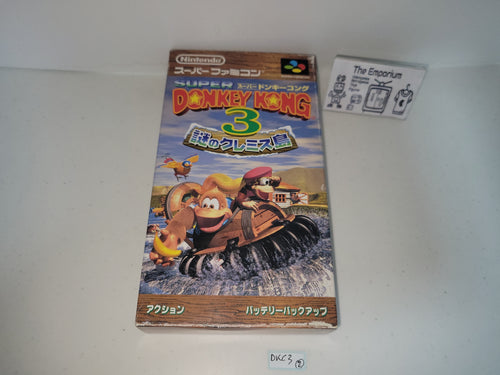 Nintendo
スーパーファミコン
SUPER スーパードンキーコング
DONKEY KONG
3
謎のクレミス島
アクション
バッテリーバックアップ
The Emporium
DKC3 ②